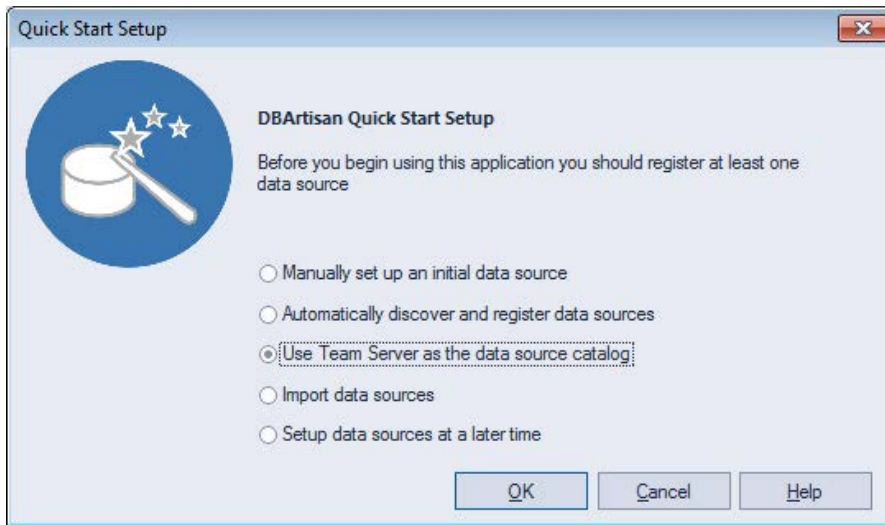 Quick Start Setup
DBArtisan Quick Start Setup
Before you begin using this application you should register at least one
data source
Manually set up an initial data source
Automatically discover and register data sources
Use Team Server as the data source catalog
Import data sources
Setup data sources at a later time
OK Cancel Help